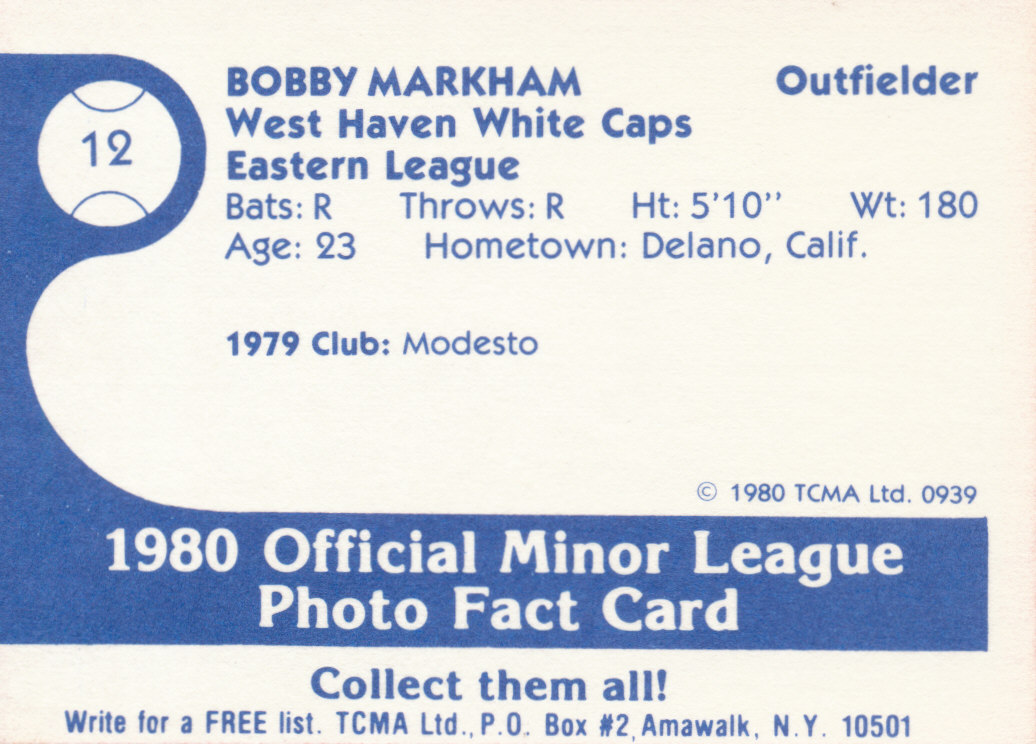 12
BOBBY MARKHAM Outfielder
West Haven White Caps
Eastern League
Bats: R Throws: R Ht: 5'10'' Wt: 180
Age: 23 Hometown: Delano, Calif.
1979 Club: Modesto
© 1980 TCMA Ltd. 0939
1980 Official Minor League
Photo Fact Card
Collect them all!
Write for a FREE list. TCMA Ltd., P.O. Box #2, Amawalk, N.Y. 10501